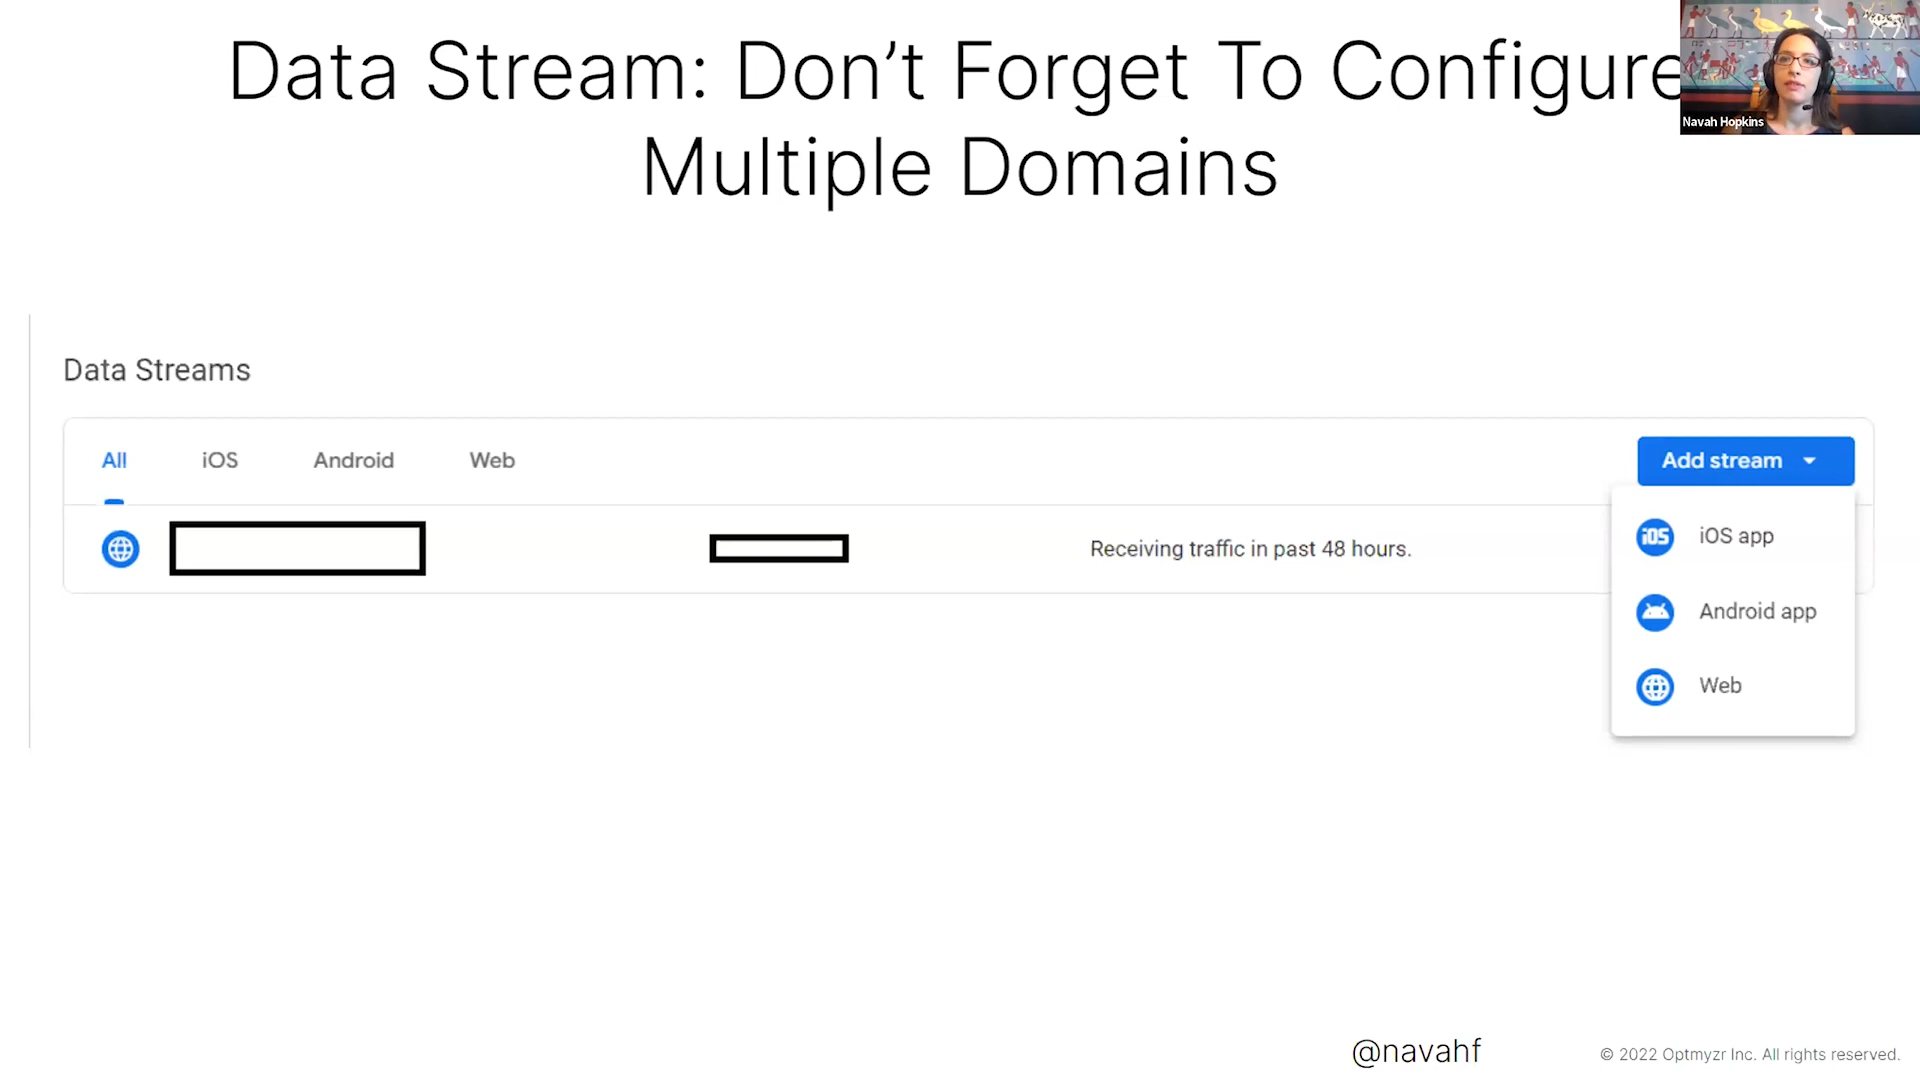 Data Stream: Don’t Forget To Configure
Multiple Domains
Navah Hopkins
Data Streams
All iOS Android Web
Add stream
Receiving traffic in past 48 hours.
iOS iOS app
Android app
Web
@navahf
© 2022 Optmyzr Inc. All rights reserved.